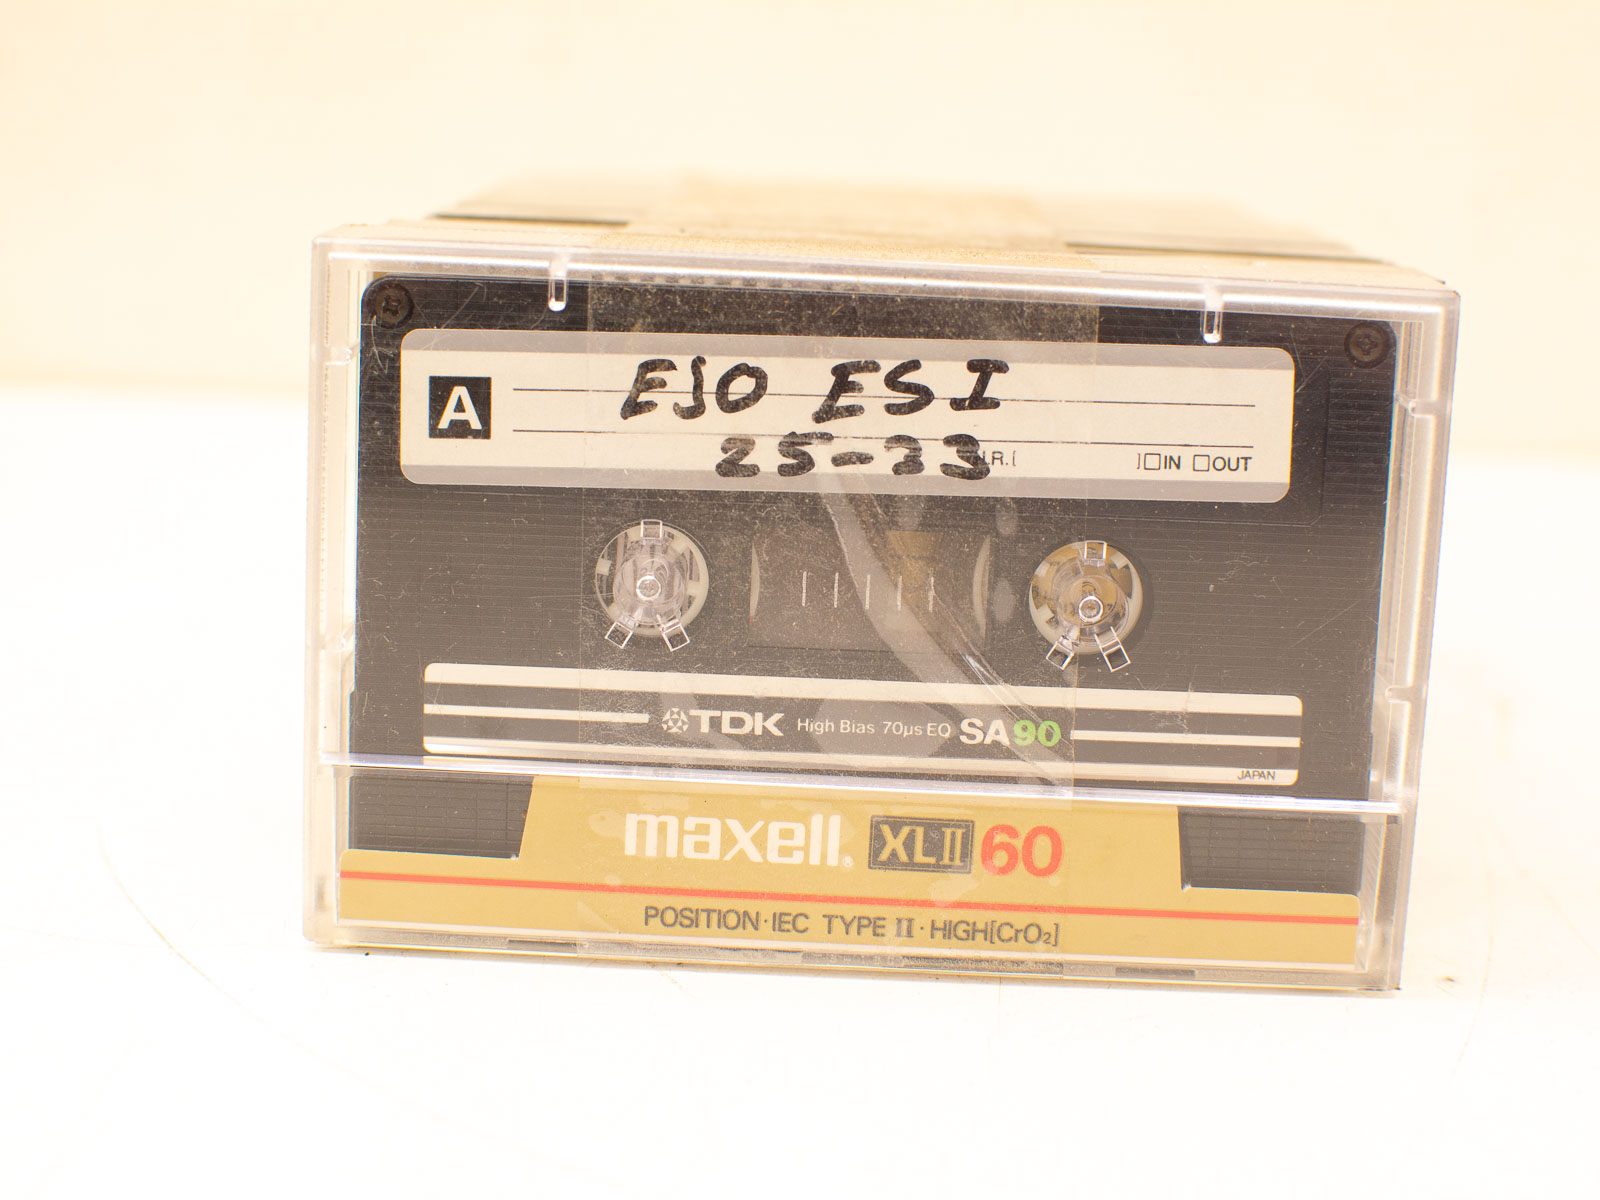 A
EJO ESI
25-33
N.R.[ ]□IN □OUT
TDK High Bias 70µs EQ SA90
JAPAN
maxell® XLII 60
POSITION·IEC TYPE II·HIGH[CrO₂]